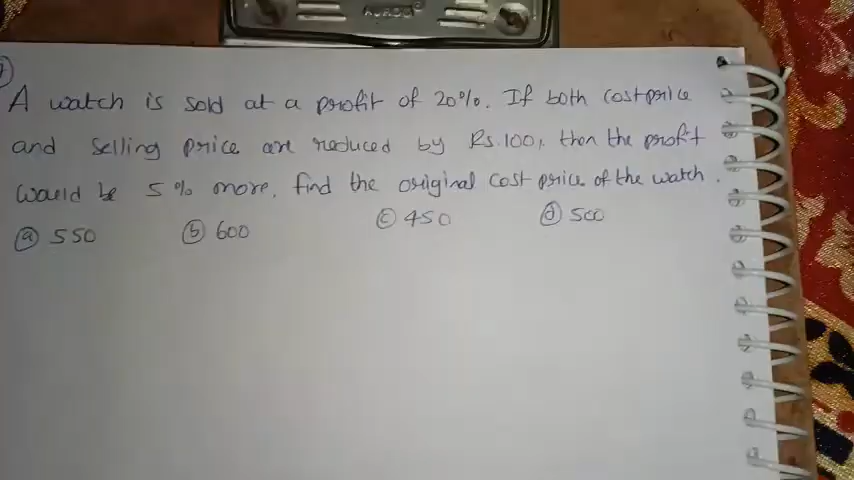 A watch is sold at a profit of 20%. If both costprice
and selling price are reduced by Rs.100, then the profit
would be 5% more, find the original cost price of the watch.
ⓐ 550 ⓑ 600 ⓒ 450 ⓓ 500